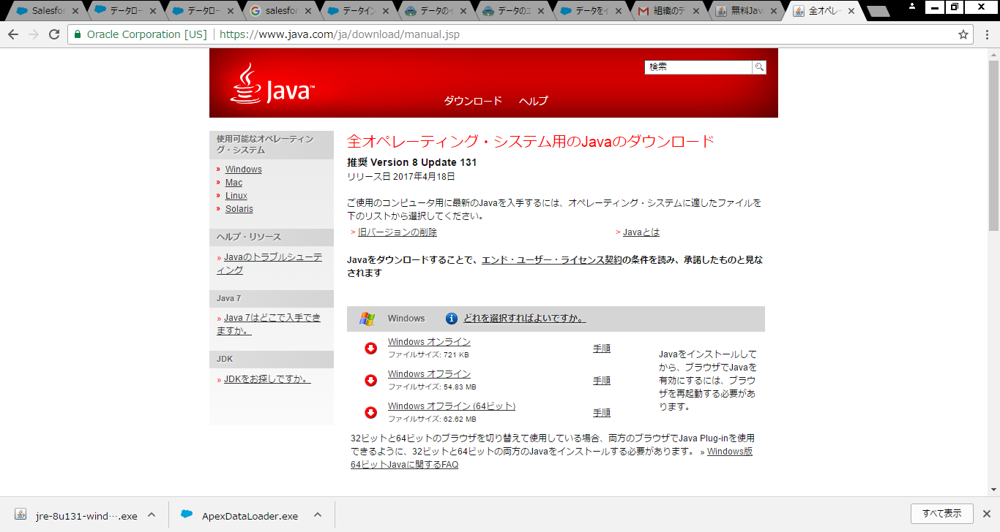 Salesfor
データロー
データロー
salesfor
データイン
データのイ
データのエ
データをイ
組織のデ
無料Jav
全オペレー
Oracle Corporation [US]
https://www.java.com/ja/download/manual.jsp
Java™
検索
ダウンロード ヘルプ
使用可能なオペレーティン
グ・システム
» Windows
» Mac
» Linux
» Solaris
ヘルプ・リソース
» Javaのトラブルシューテ
ィング
Java 7
» Java 7はどこで入手でき
ますか。
JDK
» JDKをお探しですか。
全オペレーティング・システム用のJavaのダウンロード
推奨 Version 8 Update 131
リリース日 2017年4月18日
ご使用のコンピュータ用に最新のJavaを入手するには、オペレーティング・システムに適したファイルを
下のリストから選択してください。
> 旧バージョンの削除
> Javaとは
Javaをダウンロードすることで、エンド・ユーザー・ライセンス契約の条件を読み、承諾したものと見な
されます
Windows
どれを選択すればよいですか。
Windows オンライン
ファイルサイズ: 721 KB
手順
Windows オフライン
ファイルサイズ: 54.83 MB
手順
Windows オフライン (64ビット)
ファイルサイズ: 62.62 MB
手順
Javaをインストールして
から、ブラウザでJavaを
有効にするには、ブラウ
ザを再起動する必要があ
ります。
32ビットと64ビットのブラウザを切り替えて使用している場合、両方のブラウザでJava Plug-inを使用
できるように、32ビットと64ビットの両方のJavaをインストールする必要があります。 » Windows版
64ビットJavaに関するFAQ
jre-8u131-wind….exe
ApexDataLoader.exe
すべて表示